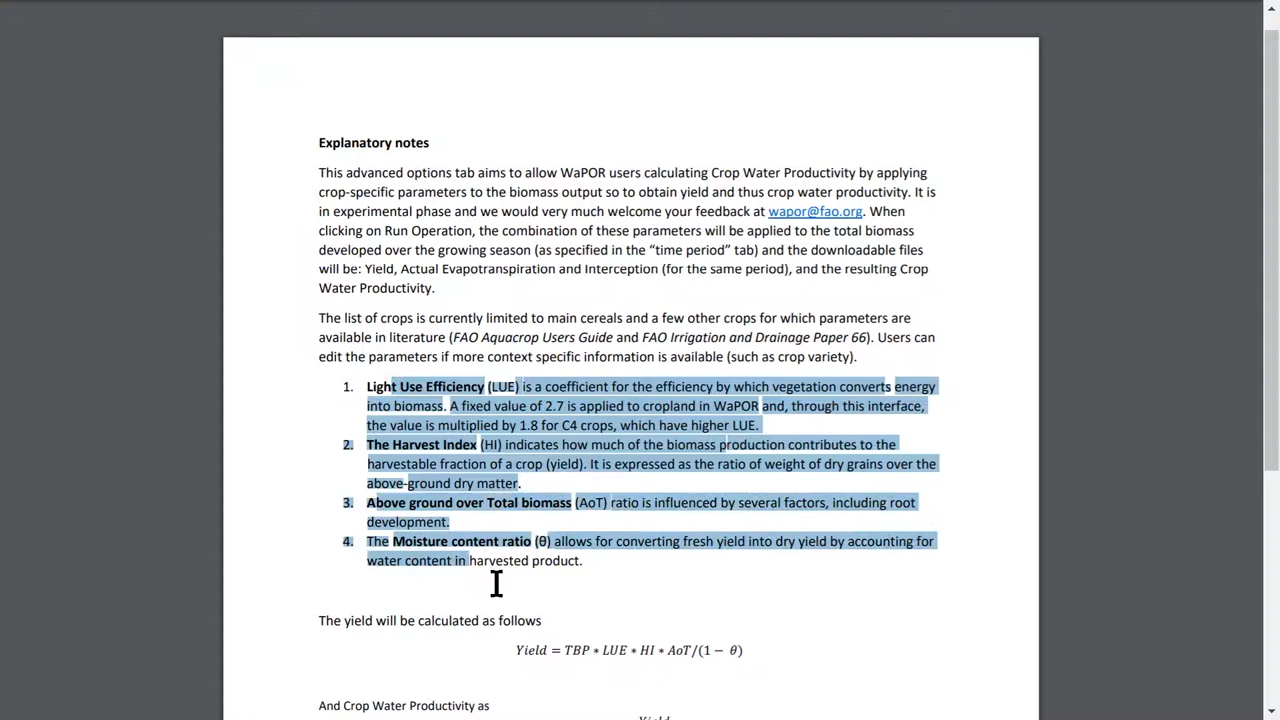 Explanatory notes
This advanced options tab aims to allow WaPOR users calculating Crop Water Productivity by applying
crop-specific parameters to the biomass output so to obtain yield and thus crop water productivity. It is
in experimental phase and we would very much welcome your feedback at wapor@fao.org. When
clicking on Run Operation, the combination of these parameters will be applied to the total biomass
developed over the growing season (as specified in the “time period” tab) and the downloadable files
will be: Yield, Actual Evapotranspiration and Interception (for the same period), and the resulting Crop
Water Productivity.
The list of crops is currently limited to main cereals and a few other crops for which parameters are
available in literature (FAO Aquacrop Users Guide and FAO Irrigation and Drainage Paper 66). Users can
edit the parameters if more context specific information is available (such as crop variety).
1. Light Use Efficiency (LUE) is a coefficient for the efficiency by which vegetation converts energy
into biomass. A fixed value of 2.7 is applied to cropland in WaPOR and, through this interface,
the value is multiplied by 1.8 for C4 crops, which have higher LUE.
2. The Harvest Index (HI) indicates how much of the biomass production contributes to the
harvestable fraction of a crop (yield). It is expressed as the ratio of weight of dry grains over the
above-ground dry matter.
3. Above ground over Total biomass (AoT) ratio is influenced by several factors, including root
development.
4. The Moisture content ratio (θ) allows for converting fresh yield into dry yield by accounting for
water content in harvested product.
The yield will be calculated as follows
Yield = TBP ∗ LUE ∗ HI ∗ AoT/(1 − θ)
And Crop Water Productivity as
Yield